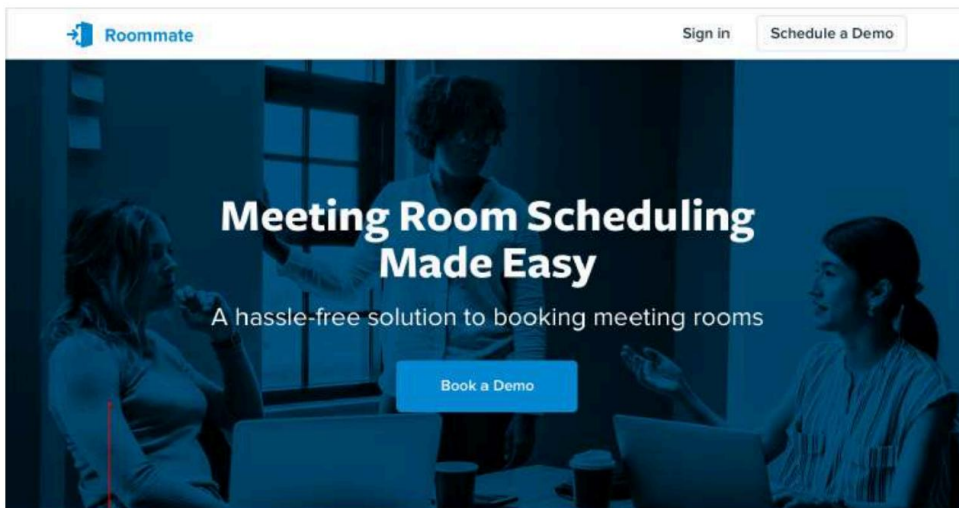 Roommate
Sign in
Schedule a Demo
Meeting Room Scheduling
Made Easy
A hassle-free solution to booking meeting rooms
Book a Demo